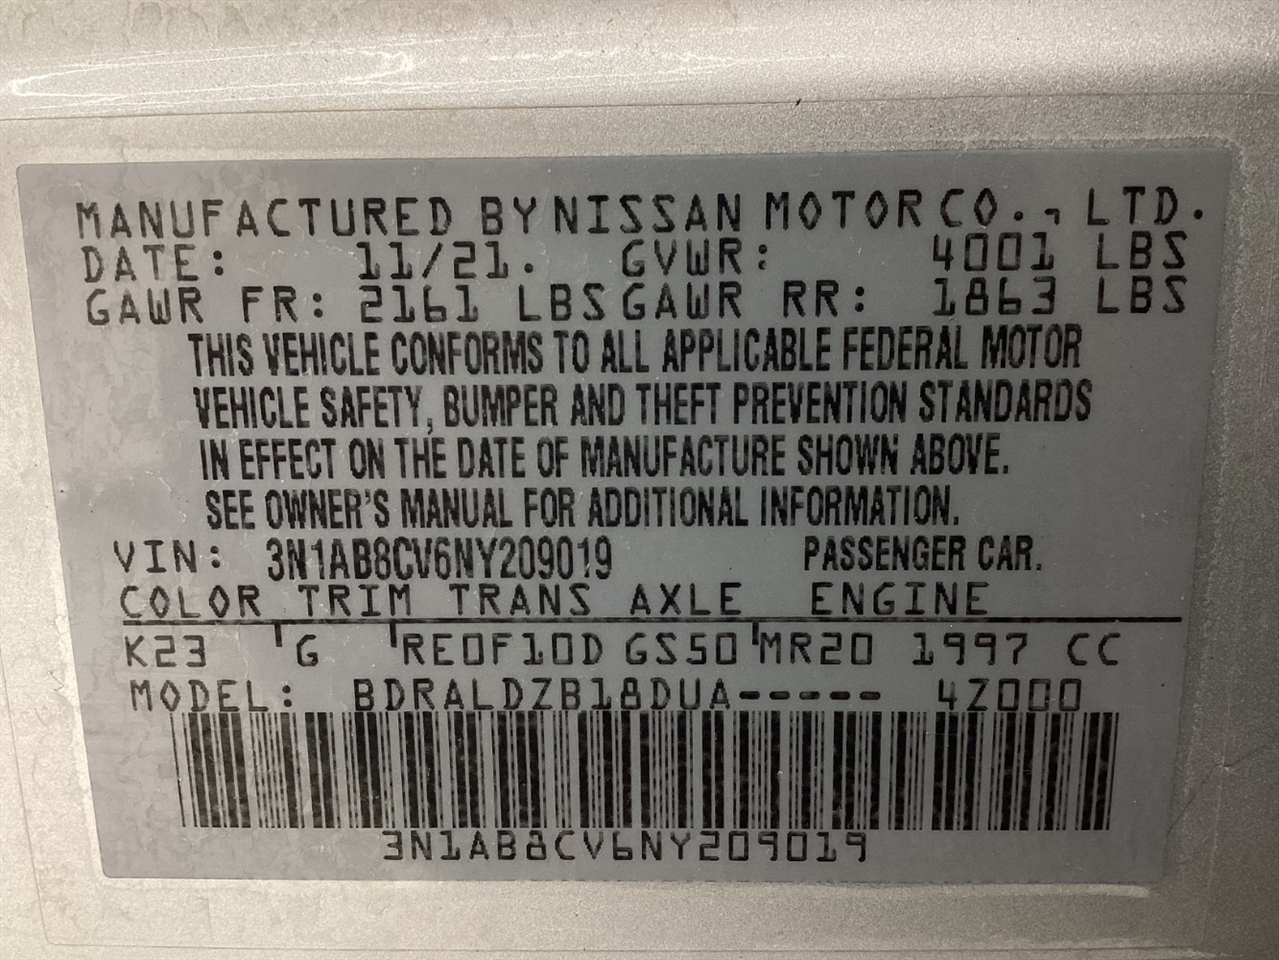 MANUFACTURED BY NISSAN MOTOR CO., LTD.
DATE: 11/21. GVWR: 4001 LBS
GAWR FR: 2161 LBS GAWR RR: 1863 LBS
THIS VEHICLE CONFORMS TO ALL APPLICABLE FEDERAL MOTOR
VEHICLE SAFETY, BUMPER AND THEFT PREVENTION STANDARDS
IN EFFECT ON THE DATE OF MANUFACTURE SHOWN ABOVE.
SEE OWNER'S MANUAL FOR ADDITIONAL INFORMATION.
VIN: 3N1AB8CV6NY209019 PASSENGER CAR.
COLOR TRIM TRANS AXLE ENGINE
K23 G RE0F10D GS50 MR20 1997 CC
MODEL: BDRALDZB18DUA----- 4Z000
3N1AB8CV6NY209019